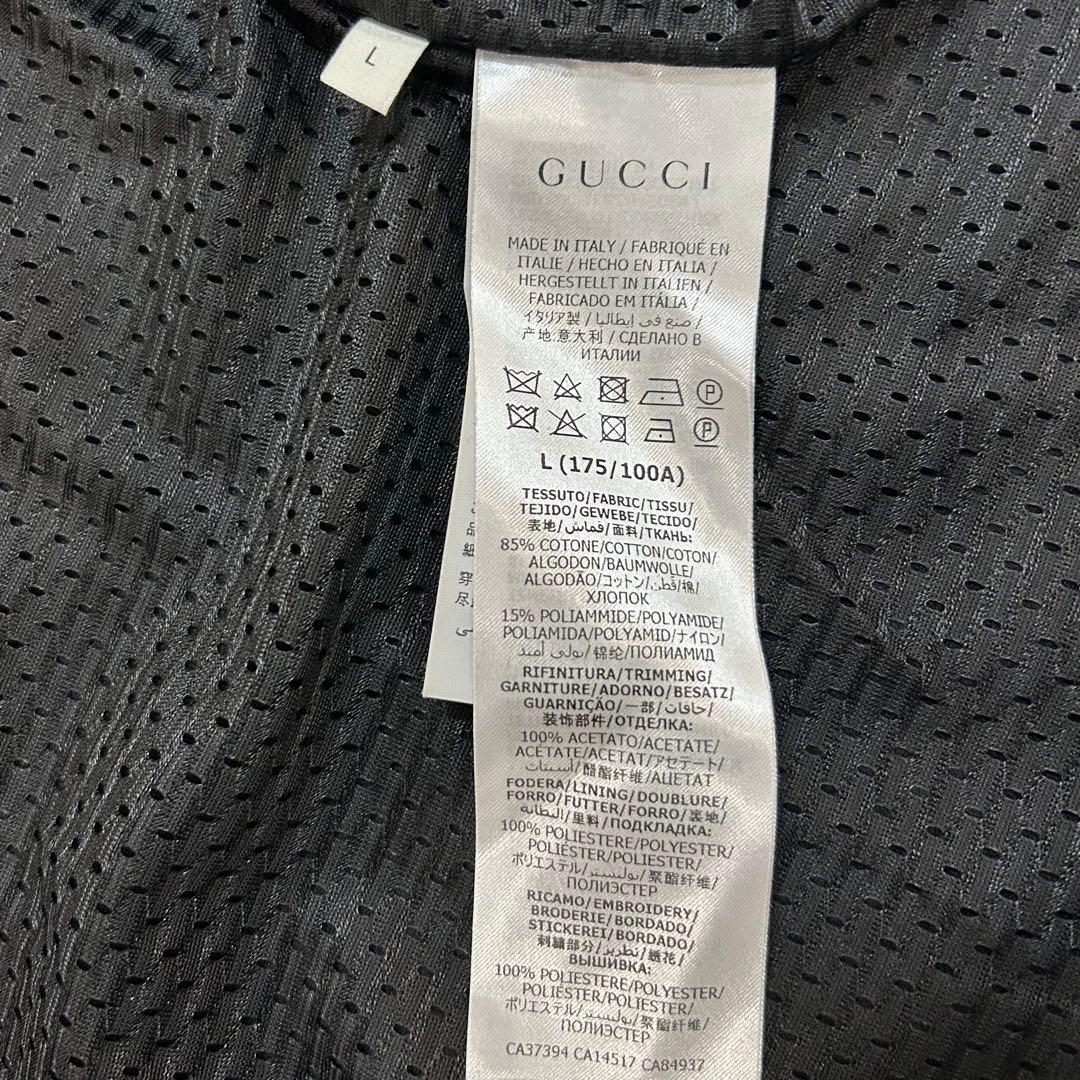 L
GUCCI
MADE IN ITALY / FABRIQUÉ EN
ITALIE / HECHO EN ITALIA /
HERGESTELLT IN ITALIEN /
FABRICADO EM ITÁLIA /
イタリア製 / صنع في إيطاليا /
产地.意大利 / СДЕЛАНО В
ИТАЛИИ
P
P
L (175/100A)
TESSUTO/FABRIC/TISSU/
TEJIDO/GEWEBE/TECIDO/
表地/قماش/面料/ТКАНЬ:
85% COTONE/COTTON/COTON/
ALGODON/BAUMWOLLE/
ALGODÃO/コットン/قطن/棉/
ХЛОПОК
15% POLIAMMIDE/POLYAMIDE/
POLIAMIDA/POLYAMID/ナイロン/
بولي أميد/锦纶/ПОЛИАМИД
RIFINITURA/TRIMMING/
GARNITURE/ADORNO/BESATZ/
GUARNIÇÃO/一部/حافات/
装饰部件/ОТДЕЛКА:
100% ACETATO/ACETATE/
ACÉTATE/ACETAT/アセテート/
أسيتات/醋酯纤维/АЦЕТАТ
FODERA/LINING/DOUBLURE/
FORRO/FUTTER/FORRO/裏地/
البطانة/里料/ПОДКЛАДКА:
100% POLIESTERE/POLYESTER/
POLIÉSTER/POLIESTER/
ポリエステル/بوليستر/聚酯纤维/
ПОЛИЭСТЕР
RICAMO/EMBROIDERY/
BRODERIE/BORDADO/
STICKEREI/BORDADO/
刺繍部分/تطريز/绣花/
ВЫШИВКА:
100% POLIESTERE/POLYESTER/
POLIÉSTER/POLIESTER/
ポリエステル/بوليستر/聚酯纤维/
ПОЛИЭСТЕР
CA37394 CA14517 CA84937
品
穿
尽